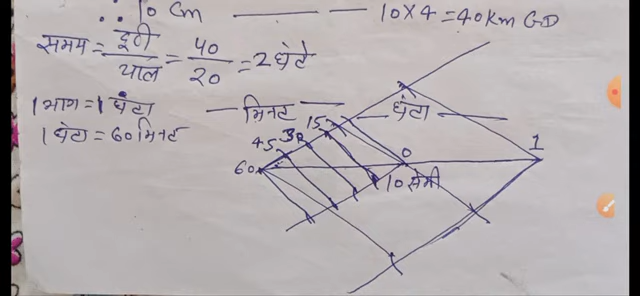 ∴ 10 cm ——— 10×4=40Km GD
समय = दुरी/चाल = 40/20 = 2 घंटे
1 भाग = 1 घंटा
1 घंटा = 60 मिनट
— मिनट — घंटा —
60 45 30 15 0 1
10 सेमी